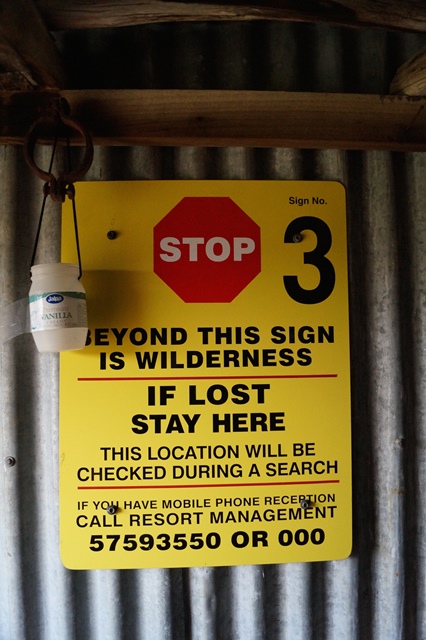 Sign No.
STOP
3
Jalpa
VANILLA
BEYOND THIS SIGN
IS WILDERNESS
IF LOST
STAY HERE
THIS LOCATION WILL BE
CHECKED DURING A SEARCH
IF YOU HAVE MOBILE PHONE RECEPTION
CALL RESORT MANAGEMENT
57593550 OR 000